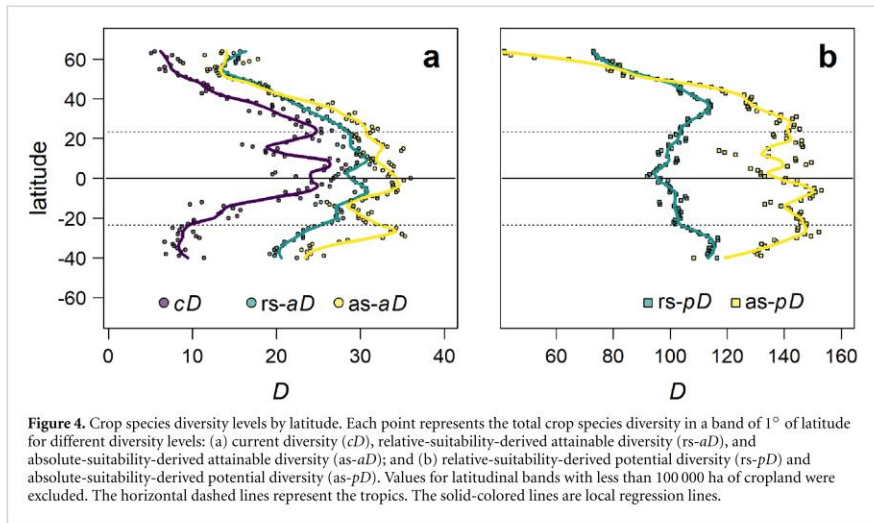 a
b
latitude
60
40
20
0
-20
-40
-60
cD
rs-aD
as-aD
rs-pD
as-pD
0
10
20
30
40
60
80
100
120
140
160
D
D
Figure 4. Crop species diversity levels by latitude. Each point represents the total crop species diversity in a band of 1° of latitude
for different diversity levels: (a) current diversity (cD), relative-suitability-derived attainable diversity (rs-aD), and
absolute-suitability-derived attainable diversity (as-aD); and (b) relative-suitability-derived potential diversity (rs-pD) and
absolute-suitability-derived potential diversity (as-pD). Values for latitudinal bands with less than 100 000 ha of cropland were
excluded. The horizontal dashed lines represent the tropics. The solid-colored lines are local regression lines.